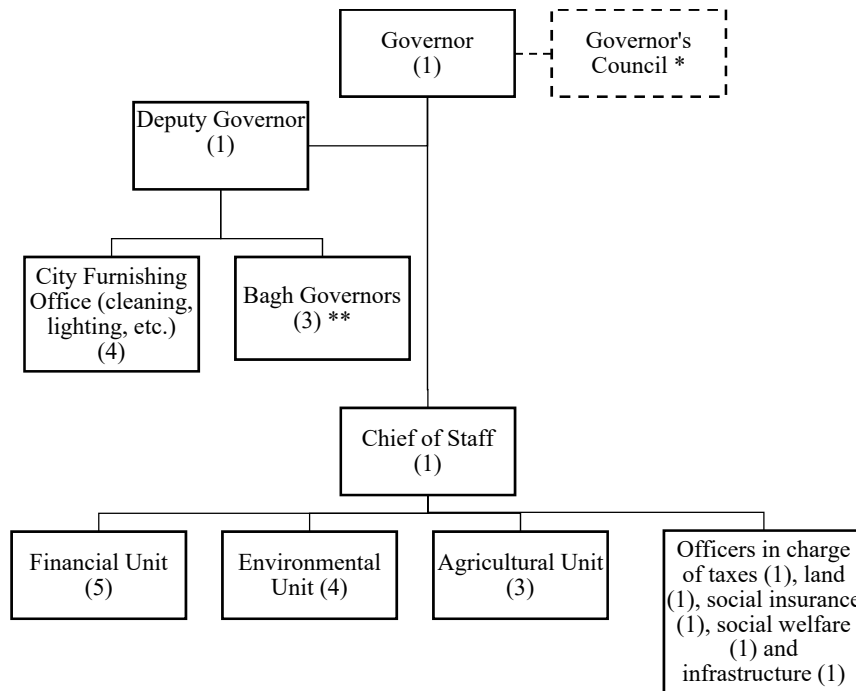 Governor
(1)
Governor's
Council *
Deputy Governor
(1)
City Furnishing
Office (cleaning,
lighting, etc.)
(4)
Bagh Governors
(3) **
Chief of Staff
(1)
Financial Unit
(5)
Environmental
Unit (4)
Agricultural Unit
(3)
Officers in charge
of taxes (1), land
(1), social insurance
(1), social welfare
(1) and
infrastructure (1)